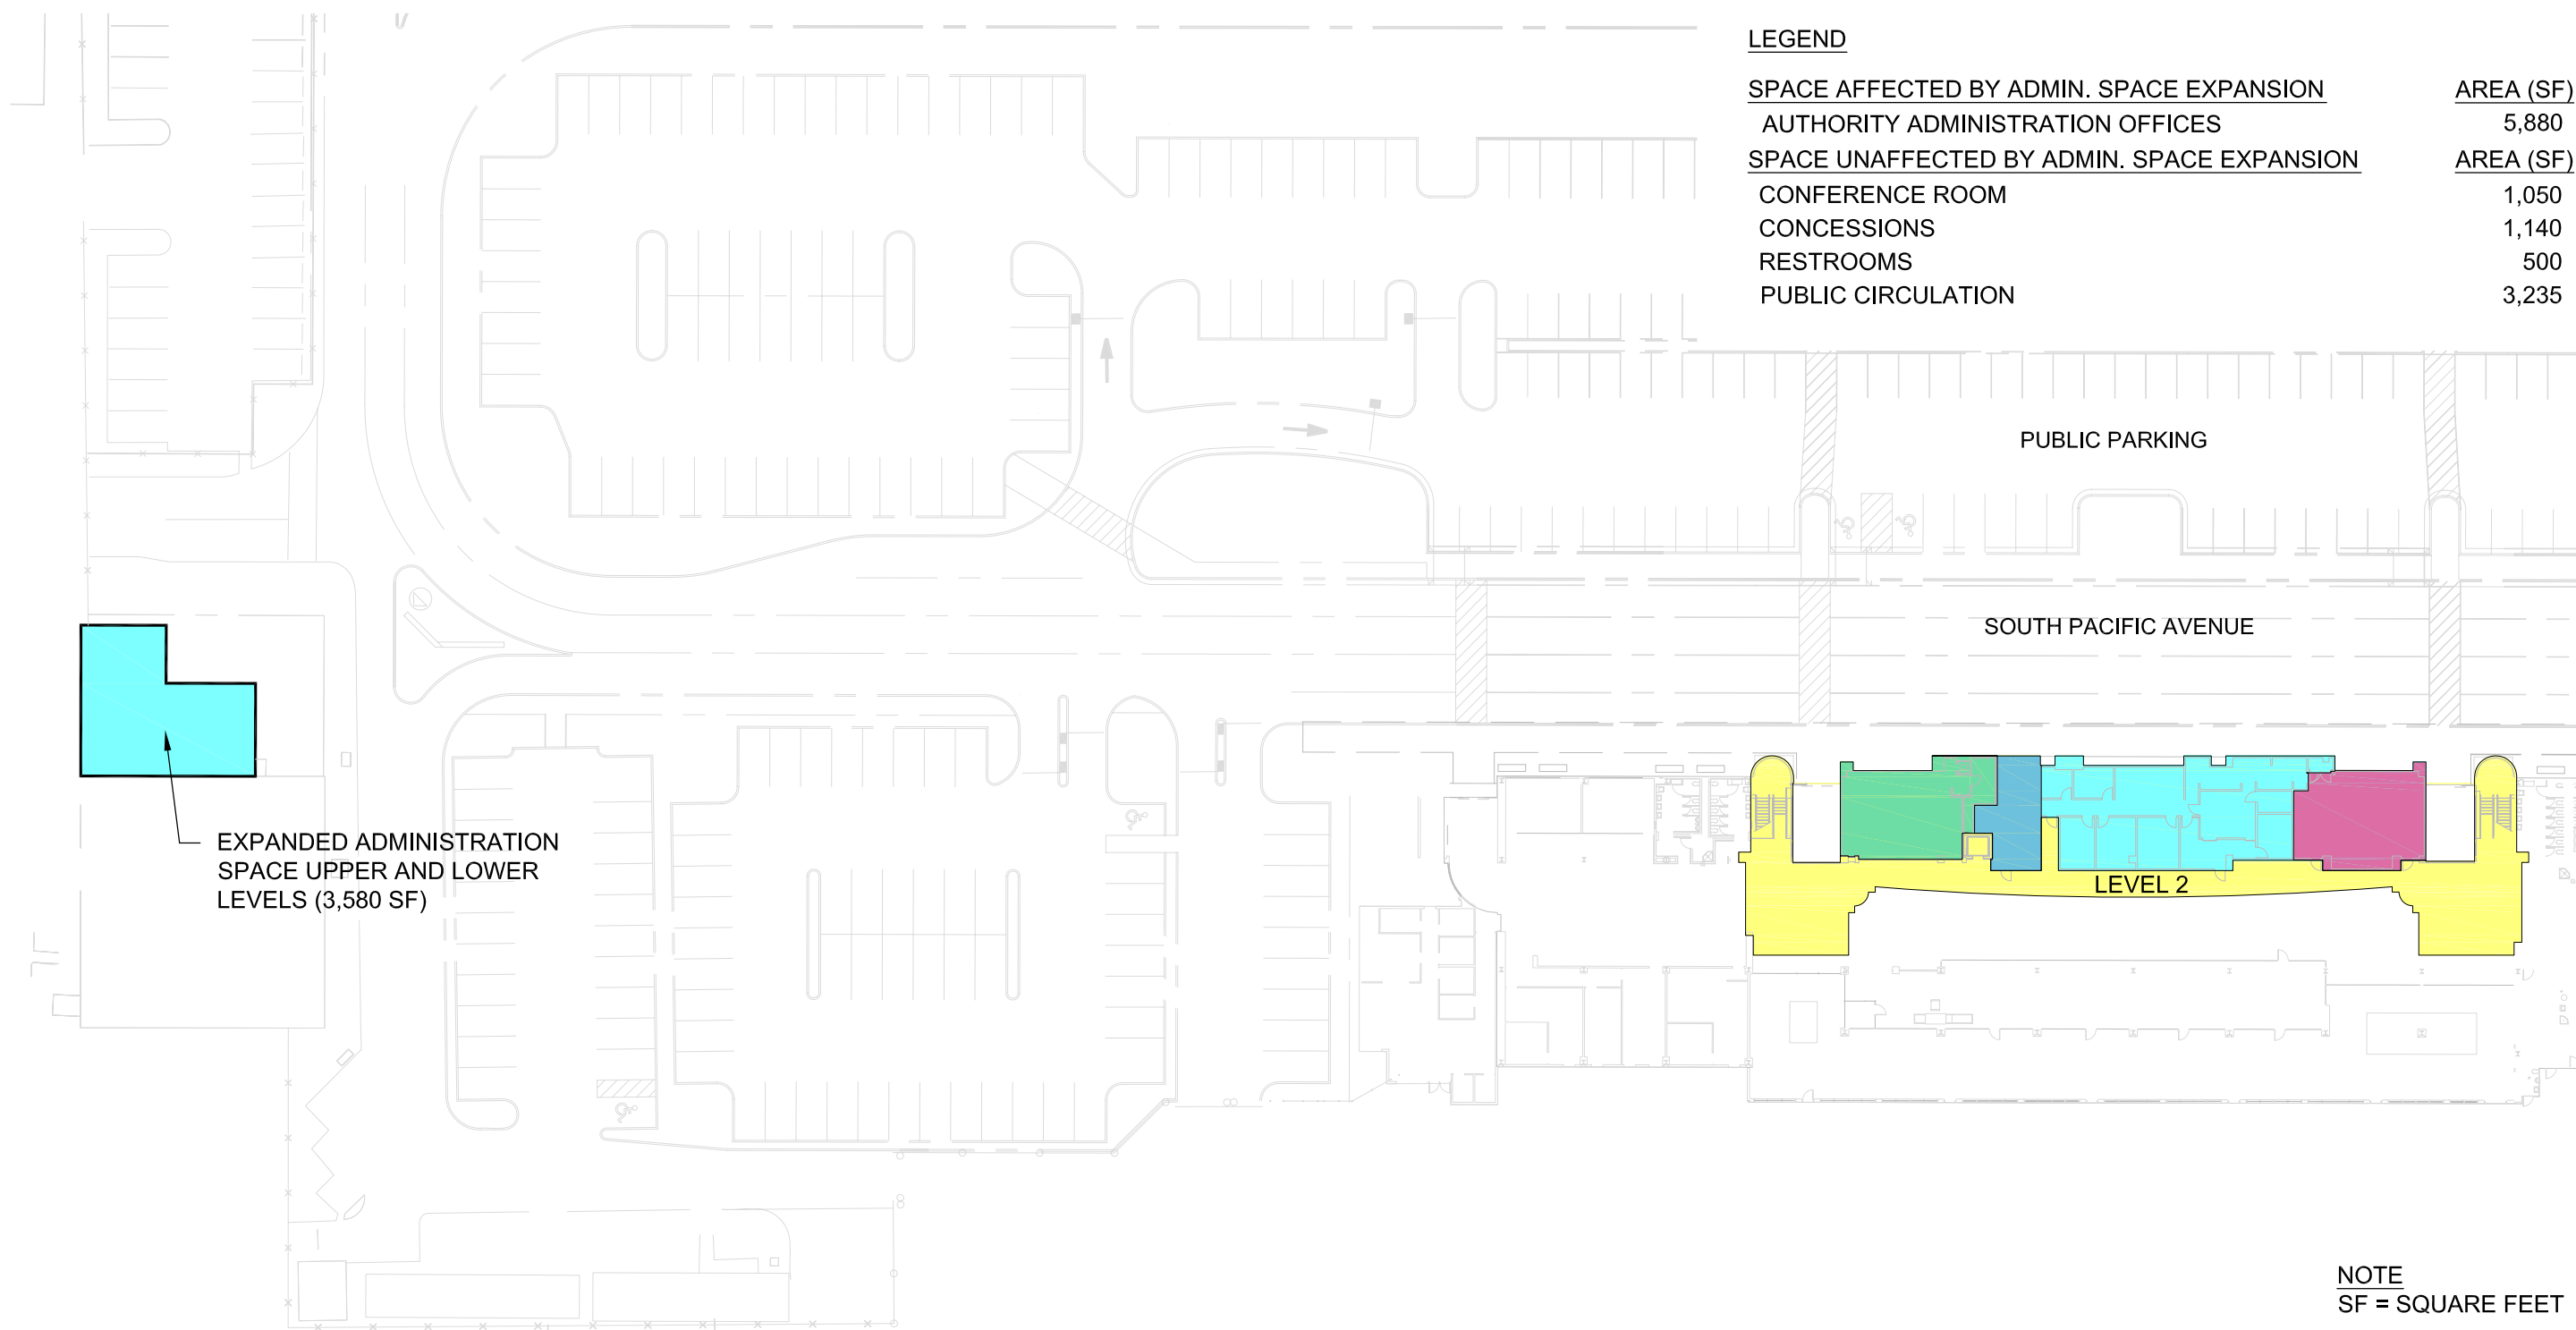 LEGEND
SPACE AFFECTED BY ADMIN. SPACE EXPANSION AREA (SF)
AUTHORITY ADMINISTRATION OFFICES 5,880
SPACE UNAFFECTED BY ADMIN. SPACE EXPANSION AREA (SF)
CONFERENCE ROOM 1,050
CONCESSIONS 1,140
RESTROOMS 500
PUBLIC CIRCULATION 3,235
PUBLIC PARKING
SOUTH PACIFIC AVENUE
EXPANDED ADMINISTRATION
SPACE UPPER AND LOWER
LEVELS (3,580 SF)
LEVEL 2
NOTE
SF = SQUARE FEET